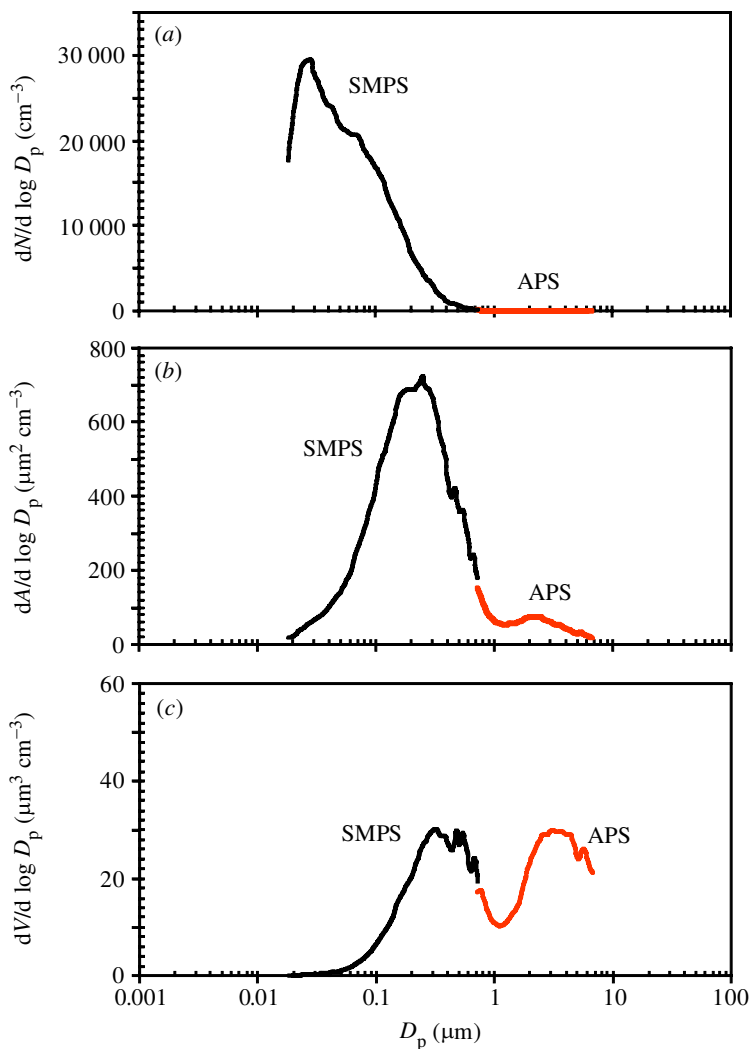 (a)
30 000
SMPS
20 000
10 000
APS
0
dN/d log Dₚ (cm⁻³)
(b)
800
600
SMPS
400
200
APS
0
dA/d log Dₚ (μm² cm⁻³)
(c)
60
40
SMPS
APS
20
0
dV/d log Dₚ (μm³ cm⁻³)
0.001 0.01 0.1 1 10 100
Dₚ (μm)